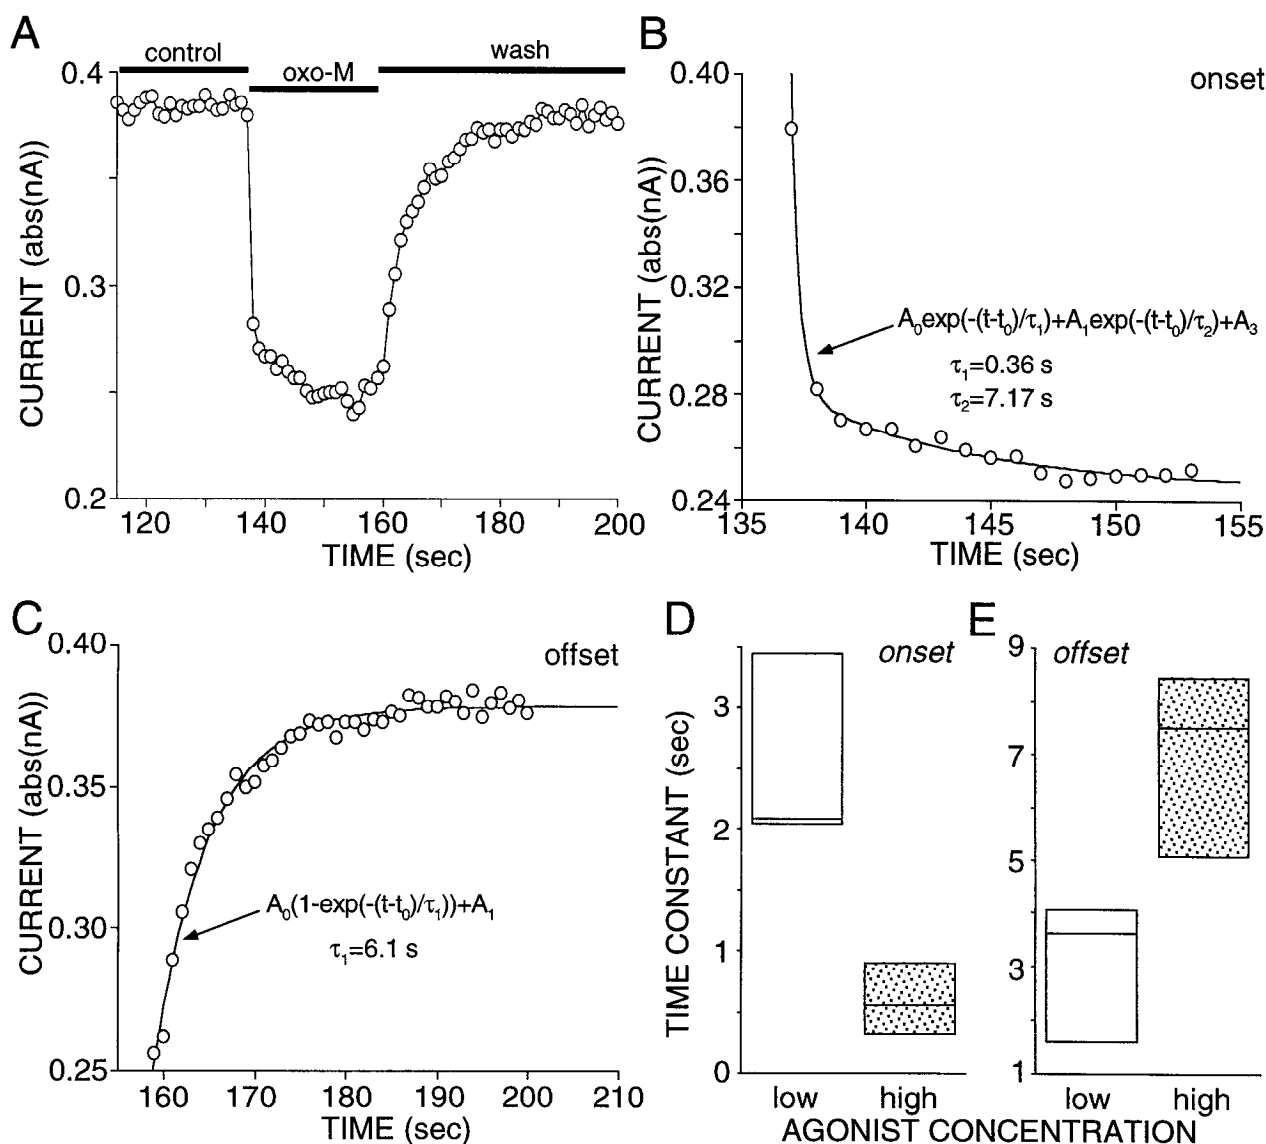 A
control
oxo-M
wash
0.4
0.3
0.2
CURRENT (abs(nA))
120 140 160 180 200
TIME (sec)
B
onset
0.40
0.36
0.32
0.28
0.24
CURRENT (abs(nA))
A₀exp(-(t-t₀)/τ₁)+A₁exp(-(t-t₀)/τ₂)+A₃
τ₁=0.36 s
τ₂=7.17 s
135 140 145 150 155
TIME (sec)
C
offset
0.40
0.35
0.30
0.25
CURRENT (abs(nA))
A₀(1-exp(-(t-t₀)/τ₁))+A₁
τ₁=6.1 s
160 170 180 190 200 210
TIME (sec)
D
onset
3
2
1
0
TIME CONSTANT (sec)
low high
E
offset
9
7
5
3
1
low high
AGONIST CONCENTRATION